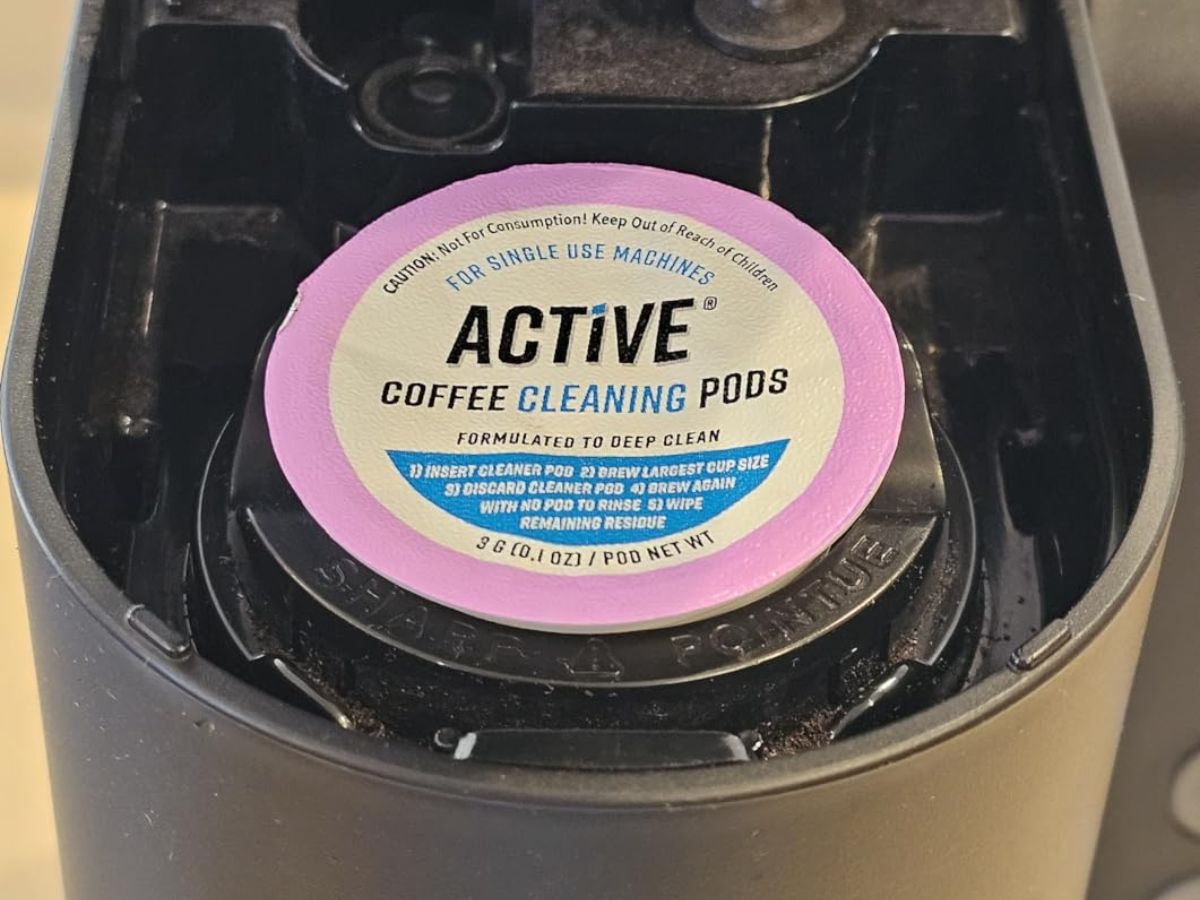 CAUTION: Not For Consumption! Keep Out of Reach of Children
FOR SINGLE USE MACHINES
ACTiVE®
COFFEE CLEANING PODS
FORMULATED TO DEEP CLEAN
1) INSERT CLEANER POD 2) BREW LARGEST CUP SIZE
3) DISCARD CLEANER POD 4) BREW AGAIN
WITH NO POD TO RINSE 5) WIPE
REMAINING RESIDUE
3 G (0.1 OZ) / POD NET WT
SHARP ⚠ POINTUE